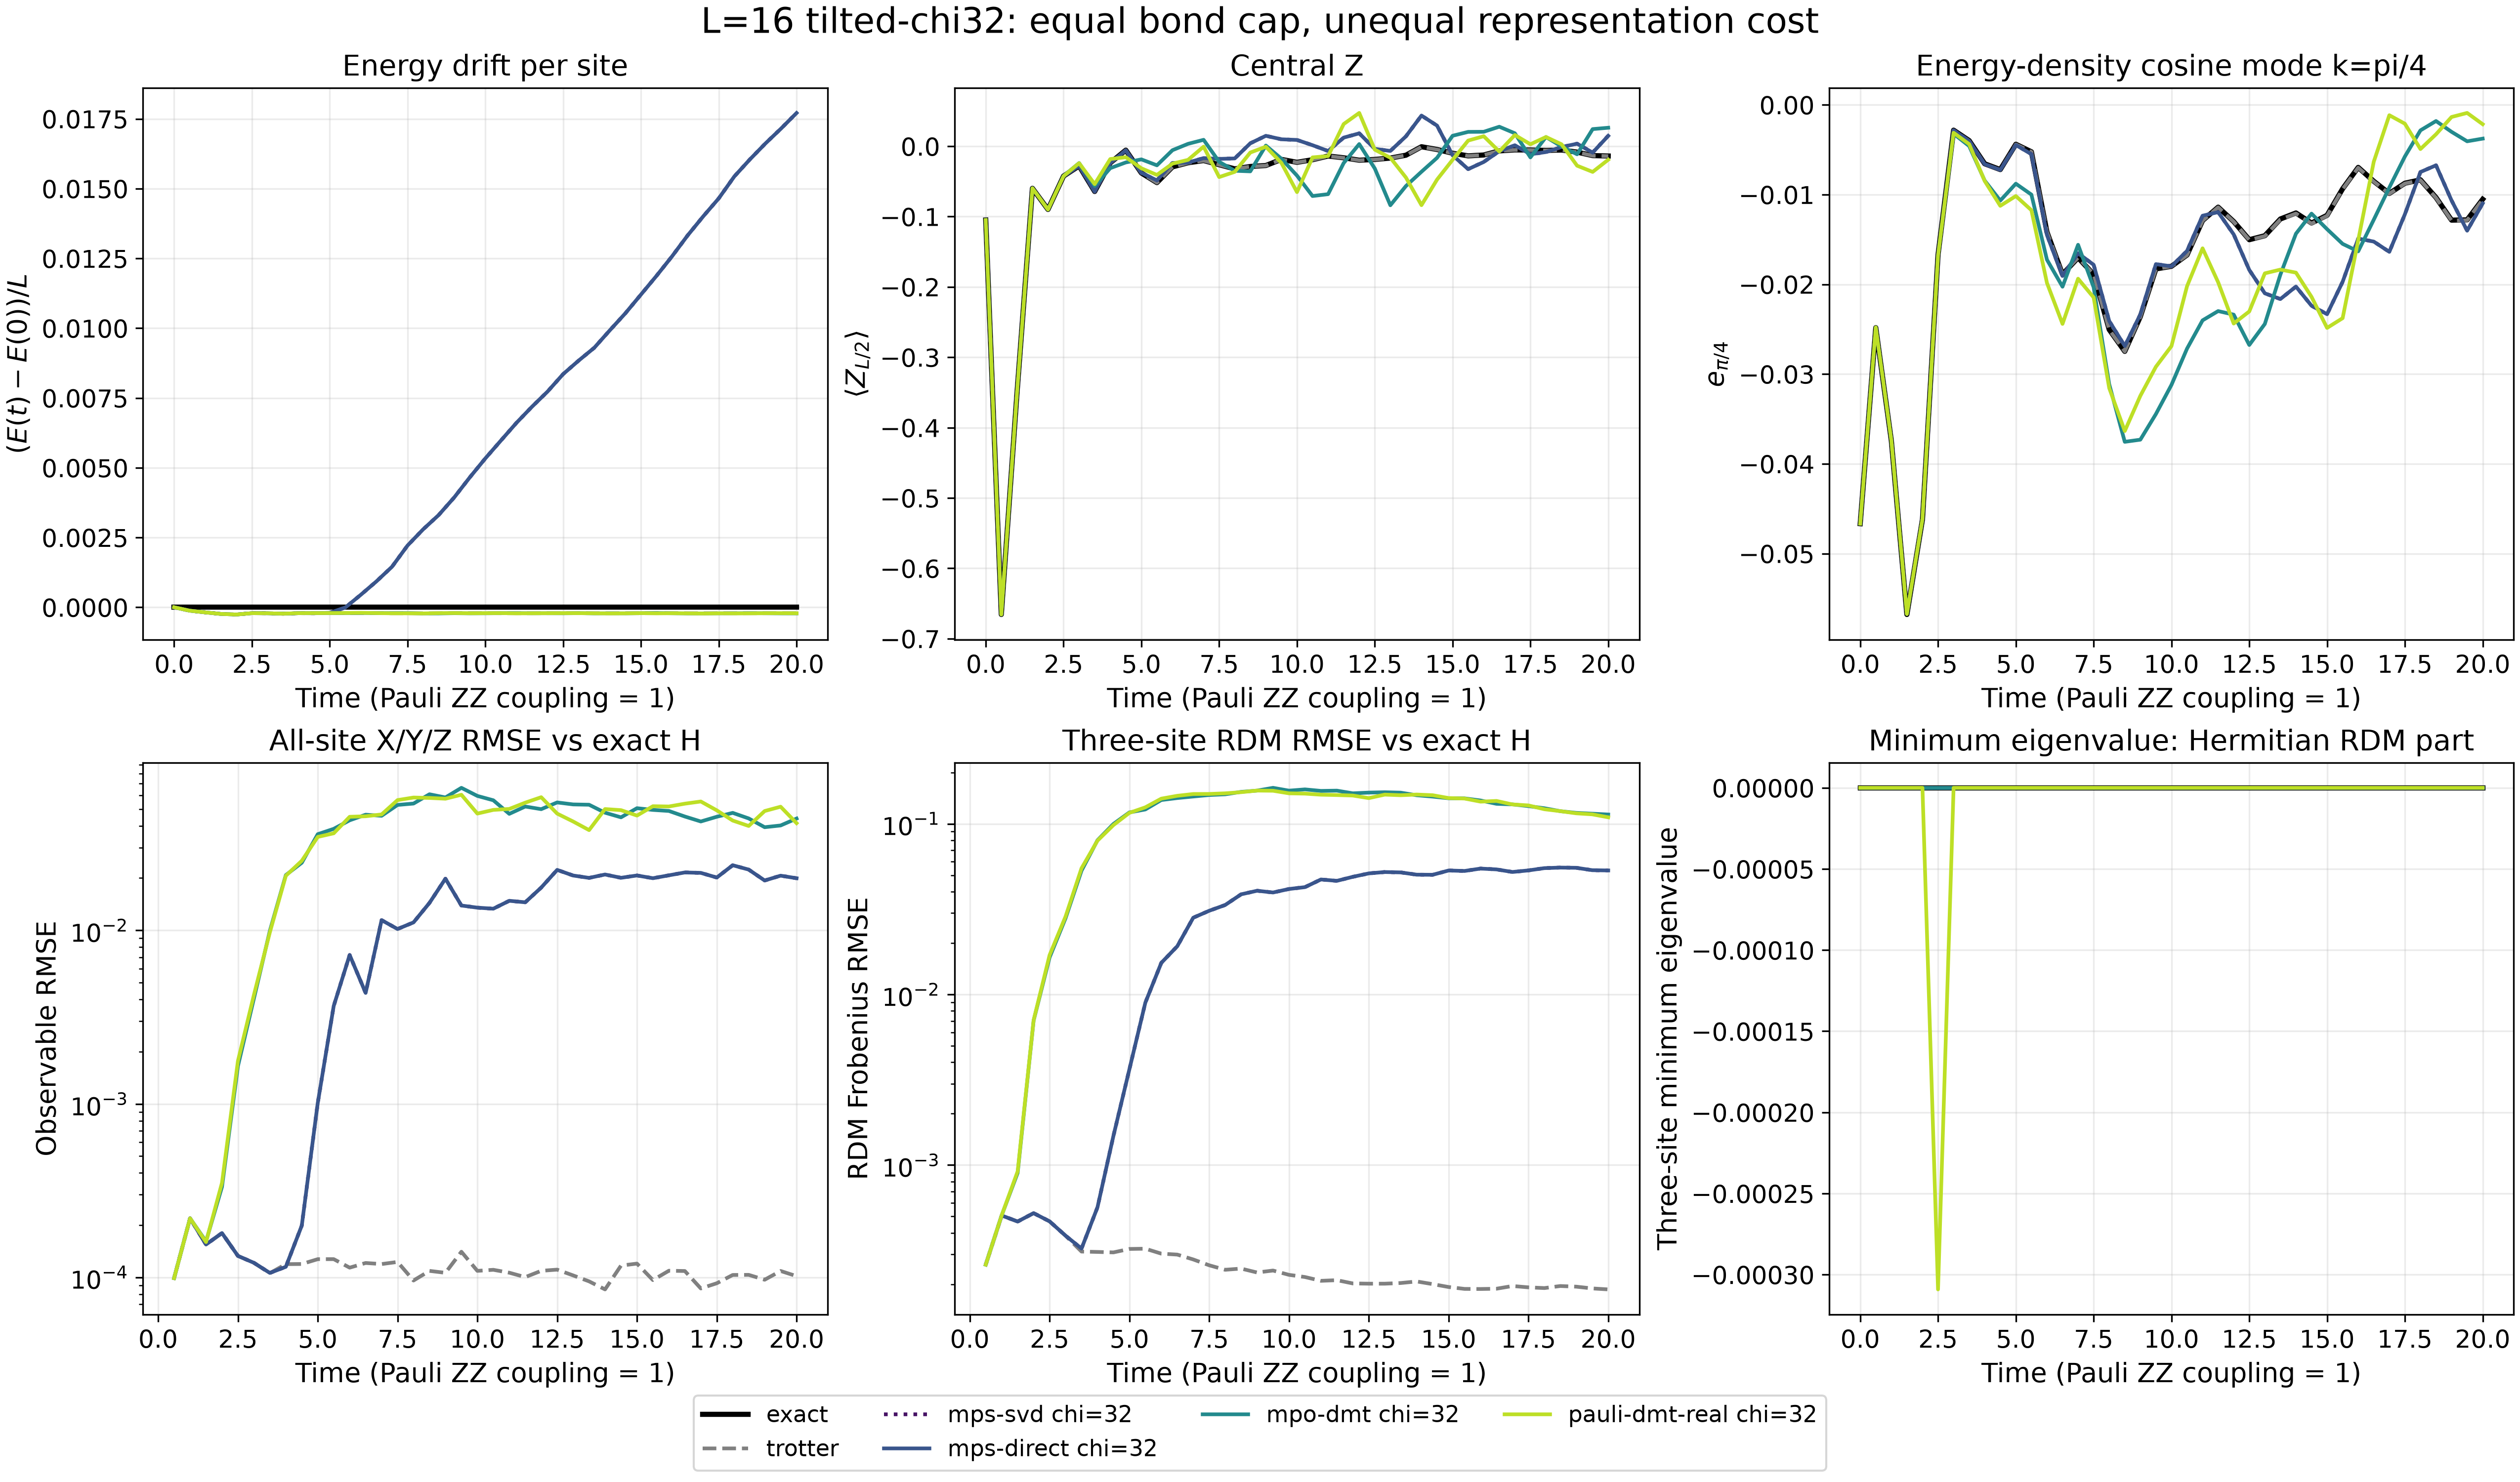 L=16 tilted-chi32: equal bond cap, unequal representation cost
Energy drift per site
(E(t) − E(0))/L
0.0175
0.0150
0.0125
0.0100
0.0075
0.0050
0.0025
0.0000
0.0 2.5 5.0 7.5 10.0 12.5 15.0 17.5 20.0
Time (Pauli ZZ coupling = 1)
Central Z
⟨Z_{L/2}⟩
0.0
−0.1
−0.2
−0.3
−0.4
−0.5
−0.6
−0.7
0.0 2.5 5.0 7.5 10.0 12.5 15.0 17.5 20.0
Time (Pauli ZZ coupling = 1)
Energy-density cosine mode k=pi/4
e_{π/4}
0.00
−0.01
−0.02
−0.03
−0.04
−0.05
0.0 2.5 5.0 7.5 10.0 12.5 15.0 17.5 20.0
Time (Pauli ZZ coupling = 1)
All-site X/Y/Z RMSE vs exact H
Observable RMSE
10⁻²
10⁻³
10⁻⁴
0.0 2.5 5.0 7.5 10.0 12.5 15.0 17.5 20.0
Time (Pauli ZZ coupling = 1)
Three-site RDM RMSE vs exact H
RDM Frobenius RMSE
10⁻¹
10⁻²
10⁻³
0.0 2.5 5.0 7.5 10.0 12.5 15.0 17.5 20.0
Time (Pauli ZZ coupling = 1)
Minimum eigenvalue: Hermitian RDM part
Three-site minimum eigenvalue
0.00000
−0.00005
−0.00010
−0.00015
−0.00020
−0.00025
−0.00030
0.0 2.5 5.0 7.5 10.0 12.5 15.0 17.5 20.0
Time (Pauli ZZ coupling = 1)
exact
trotter
mps-svd chi=32
mps-direct chi=32
mpo-dmt chi=32
pauli-dmt-real chi=32